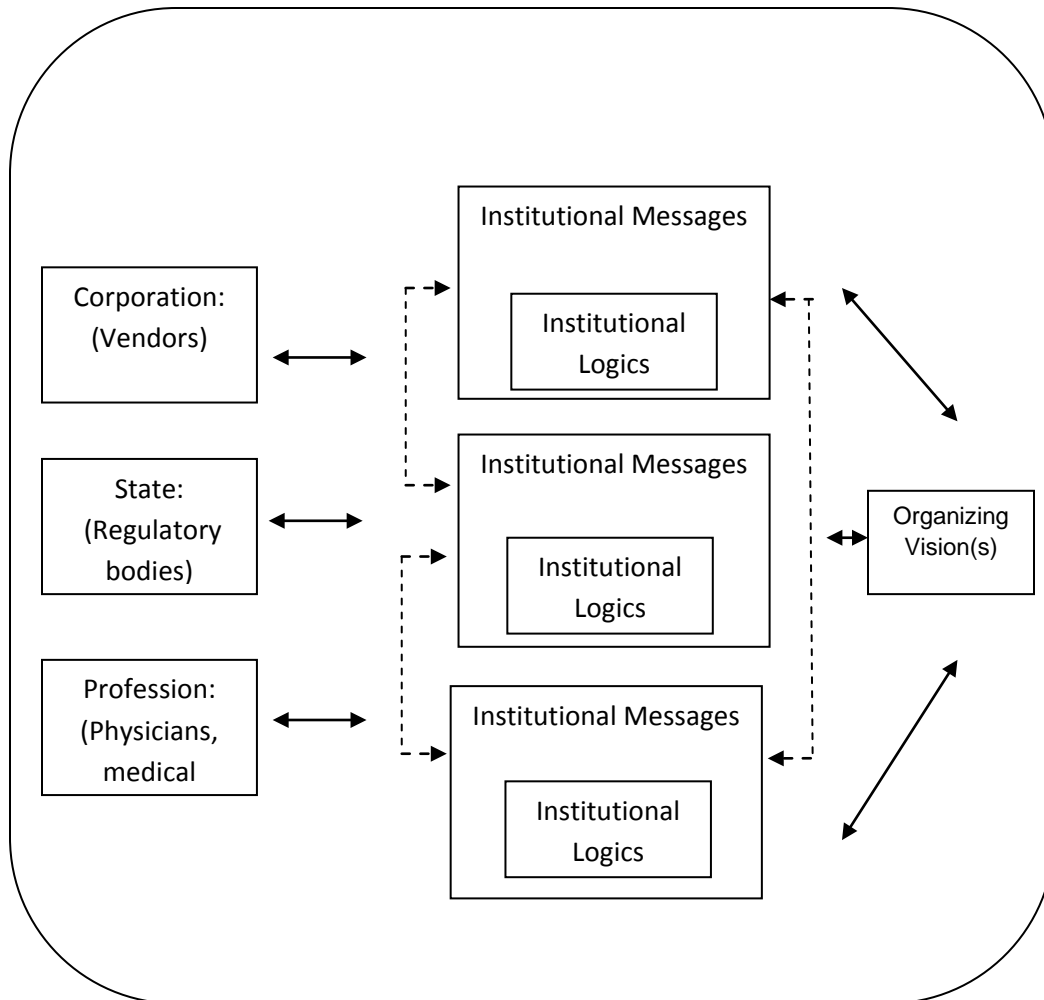 Institutional Messages
Institutional
Logics
Corporation:
(Vendors)
Institutional Messages
Institutional
Logics
State:
(Regulatory
bodies)
Organizing
Vision(s)
Institutional Messages
Institutional
Logics
Profession:
(Physicians,
medical